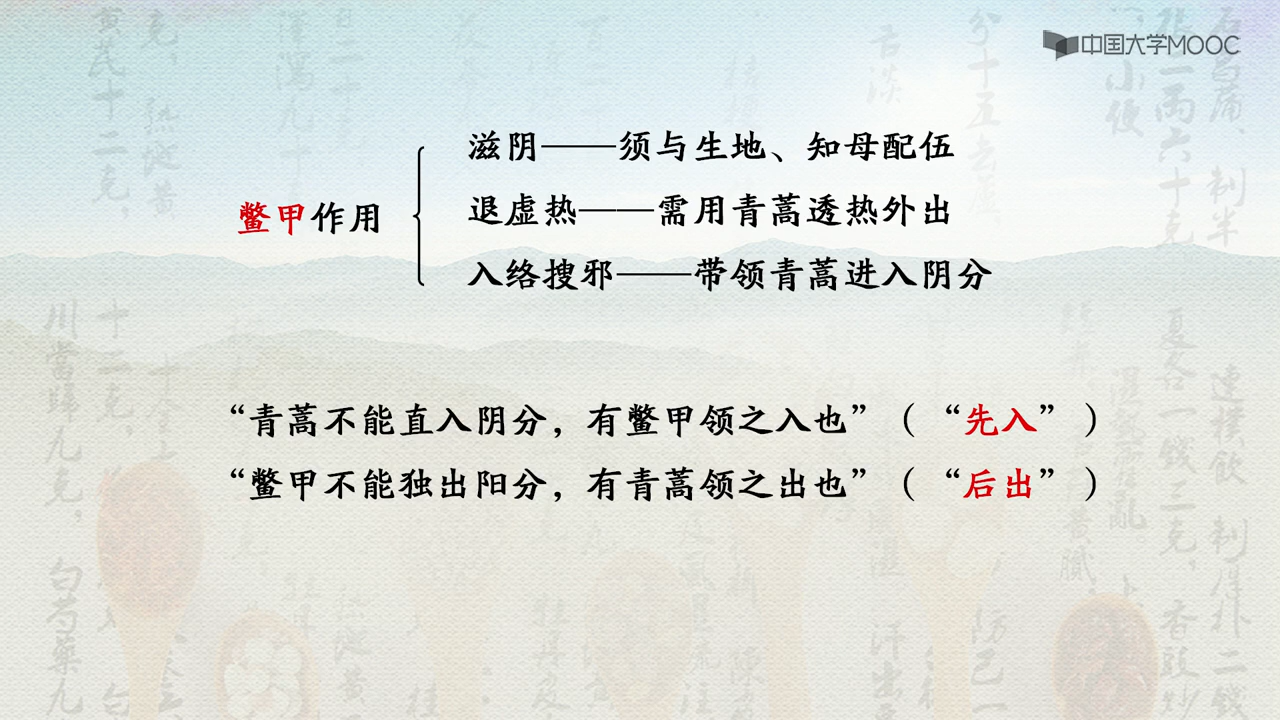 中国大学MOOC
滋阴——须与生地、知母配伍
鳖甲作用
退虚热——需用青蒿透热外出
入络搜邪——带领青蒿进入阴分
“青蒿不能直入阴分，有鳖甲领之入也”（“先入”）
“鳖甲不能独出阳分，有青蒿领之出也”（“后出”）